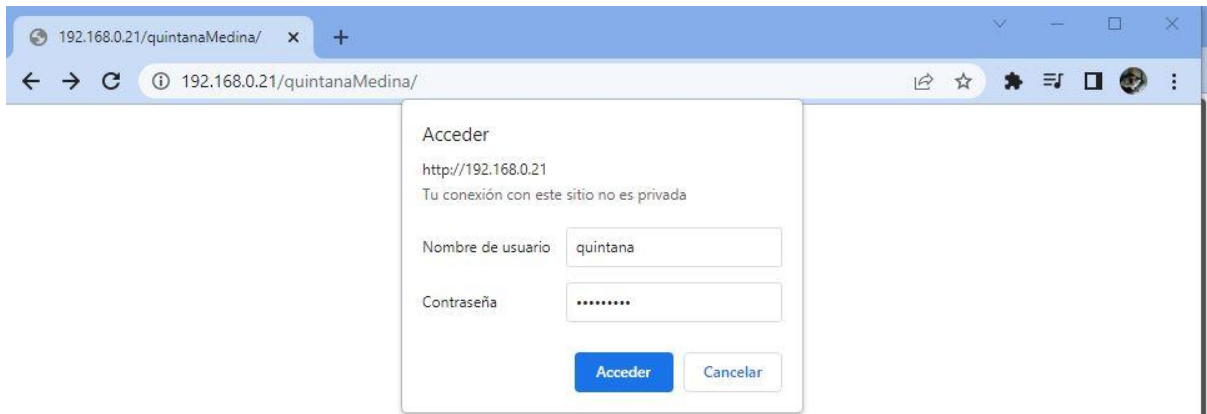 192.168.0.21/quintanaMedina/
192.168.0.21/quintanaMedina/
Acceder
http://192.168.0.21
Tu conexión con este sitio no es privada
Nombre de usuario quintana
Contraseña •••••••••
Acceder Cancelar